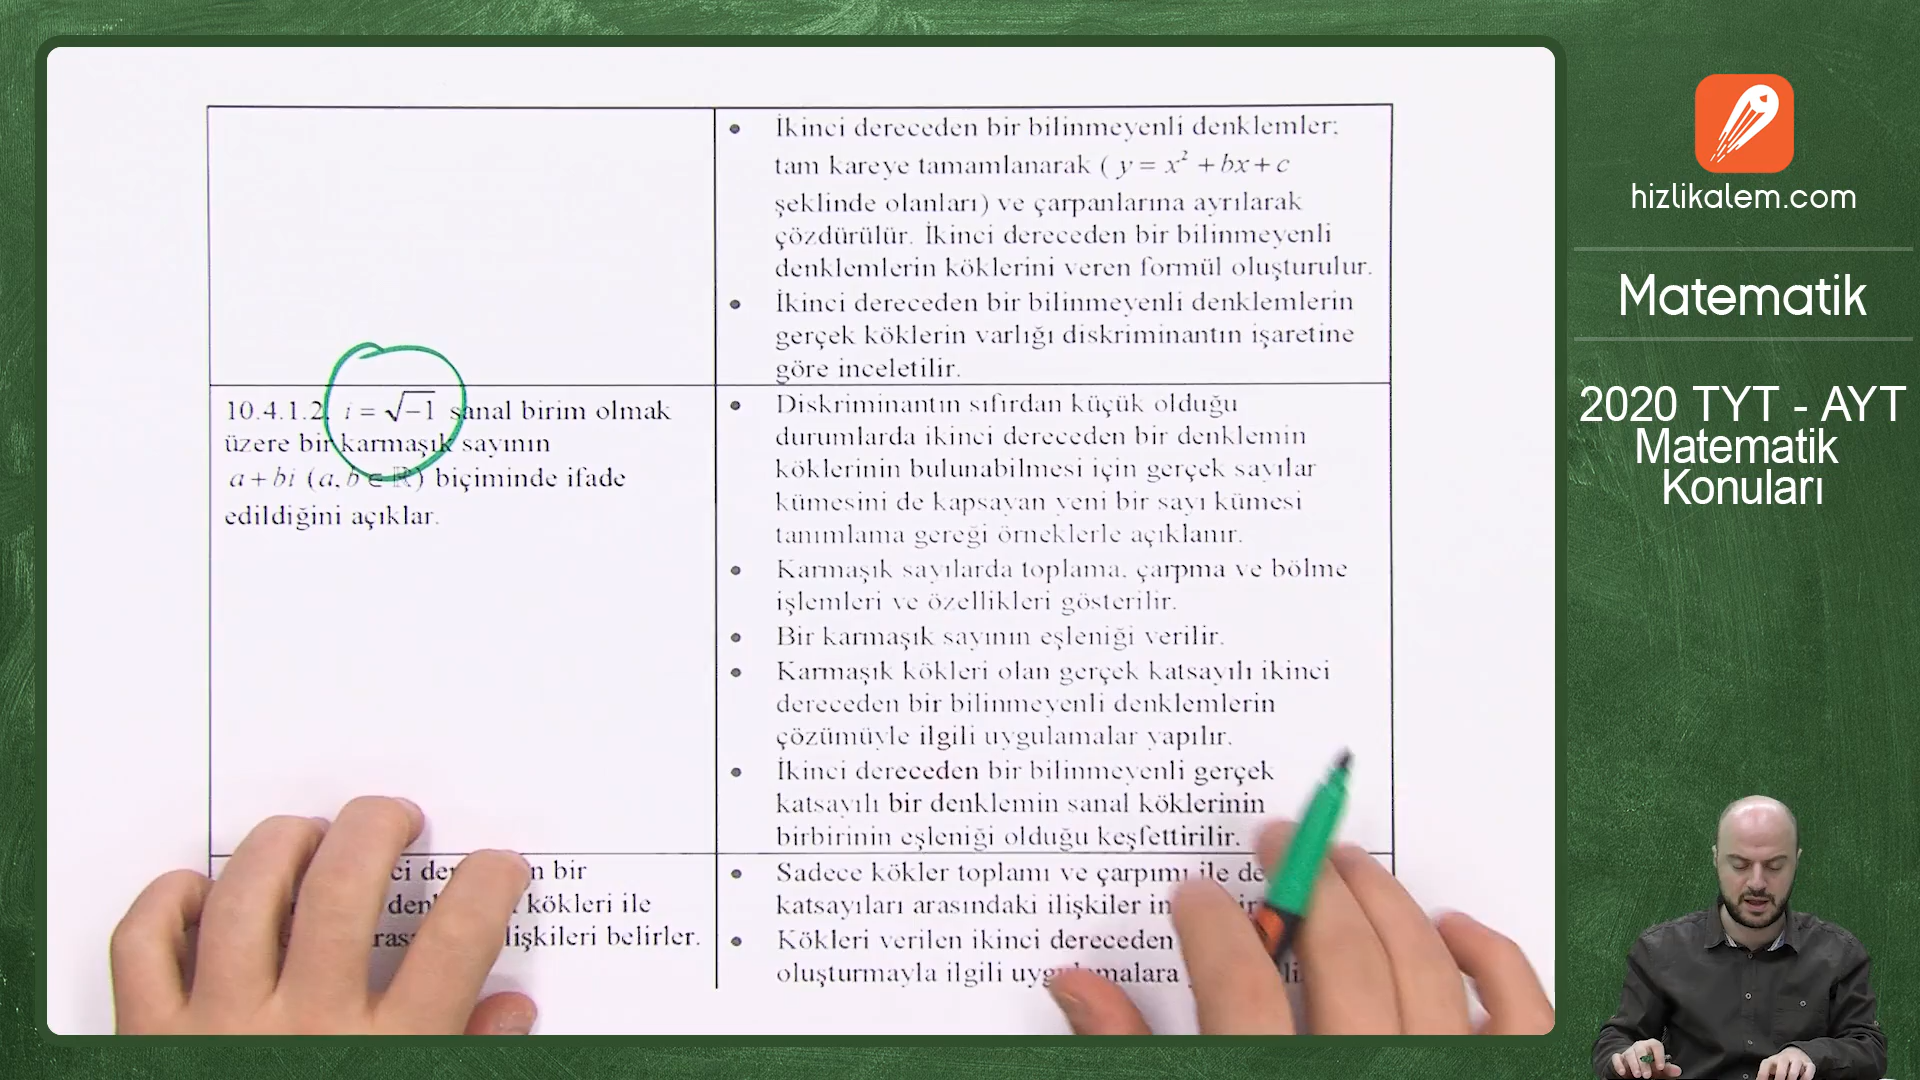 İkinci dereceden bir bilinmeyenli denklemler;
tam kareye tamamlanarak ( y = x² + bx + c
şeklinde olanları) ve çarpanlarına ayrılarak
çözdürülür. İkinci dereceden bir bilinmeyenli
denklemlerin köklerini veren formül oluşturulur.
İkinci dereceden bir bilinmeyenli denklemlerin
gerçek köklerin varlığı diskriminantın işaretine
göre inceletilir.
10.4.1.2. i = √-1 sanal birim olmak
üzere bir karmaşık sayının
a + bi (a, b ∈ ℝ) biçiminde ifade
edildiğini açıklar.
Diskriminantın sıfırdan küçük olduğu
durumlarda ikinci dereceden bir denklemin
köklerinin bulunabilmesi için gerçek sayılar
kümesini de kapsayan yeni bir sayı kümesi
tanımlama gereği örneklerle açıklanır.
Karmaşık sayılarda toplama, çarpma ve bölme
işlemleri ve özellikleri gösterilir.
Bir karmaşık sayının eşleniği verilir.
Karmaşık kökleri olan gerçek katsayılı ikinci
dereceden bir bilinmeyenli denklemlerin
çözümüyle ilgili uygulamalar yapılır.
İkinci dereceden bir bilinmeyenli gerçek
katsayılı bir denklemin sanal köklerinin
birbirinin eşleniği olduğu keşfettirilir.
bir
kökleri ile
lişkileri belirler.
Sadece kökler toplamı ve çarpımı ile
katsayıları arasındaki ilişkiler
Kökleri verilen ikinci dereceden
oluşturmayla ilgili
hizlikalem.com
Matematik
2020 TYT - AYT
Matematik
Konuları